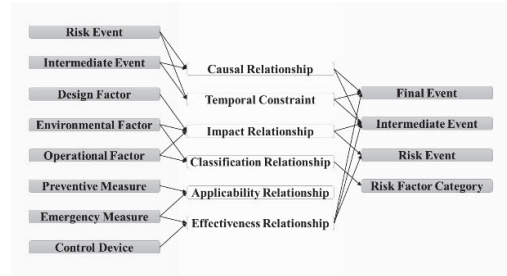 Risk Event
Intermediate Event
Design Factor
Environmental Factor
Operational Factor
Preventive Measure
Emergency Measure
Control Device
Causal Relationship
Temporal Constraint
Impact Relationship
Classification Relationship
Applicability Relationship
Effectiveness Relationship
Final Event
Intermediate Event
Risk Event
Risk Factor Category